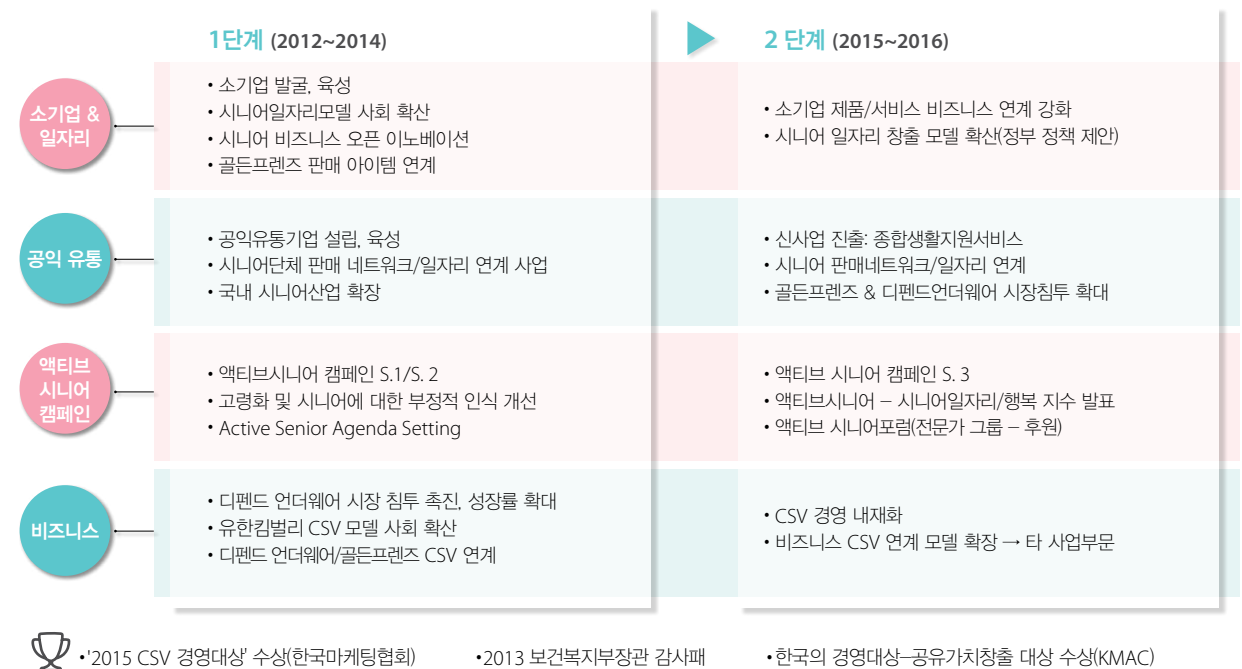 1단계 (2012~2014)
2 단계 (2015~2016)
소기업 &
일자리
• 소기업 발굴, 육성
• 시니어일자리모델 사회 확산
• 시니어 비즈니스 오픈 이노베이션
• 골든프렌즈 판매 아이템 연계
• 소기업 제품/서비스 비즈니스 연계 강화
• 시니어 일자리 창출 모델 확산(정부 정책 제안)
공익 유통
• 공익유통기업 설립, 육성
• 시니어단체 판매 네트워크/일자리 연계 사업
• 국내 시니어산업 확장
• 신사업 진출: 종합생활지원서비스
• 시니어 판매네트워크/일자리 연계
• 골든프렌즈 & 디펜드언더웨어 시장침투 확대
액티브
시니어
캠페인
• 액티브시니어 캠페인 S.1/S. 2
• 고령화 및 시니어에 대한 부정적 인식 개선
• Active Senior Agenda Setting
• 액티브 시니어 캠페인 S. 3
• 액티브시니어 – 시니어일자리/행복 지수 발표
• 액티브 시니어포럼(전문가 그룹 – 후원)
비즈니스
• 디펜드 언더웨어 시장 침투 촉진, 성장률 확대
• 유한킴벌리 CSV 모델 사회 확산
• 디펜드 언더웨어/골든프렌즈 CSV 연계
• CSV 경영 내재화
• 비즈니스 CSV 연계 모델 확장 → 타 사업부문
•'2015 CSV 경영대상' 수상(한국마케팅협회)
•2013 보건복지부장관 감사패
•한국의 경영대상–공유가치창출 대상 수상(KMAC)